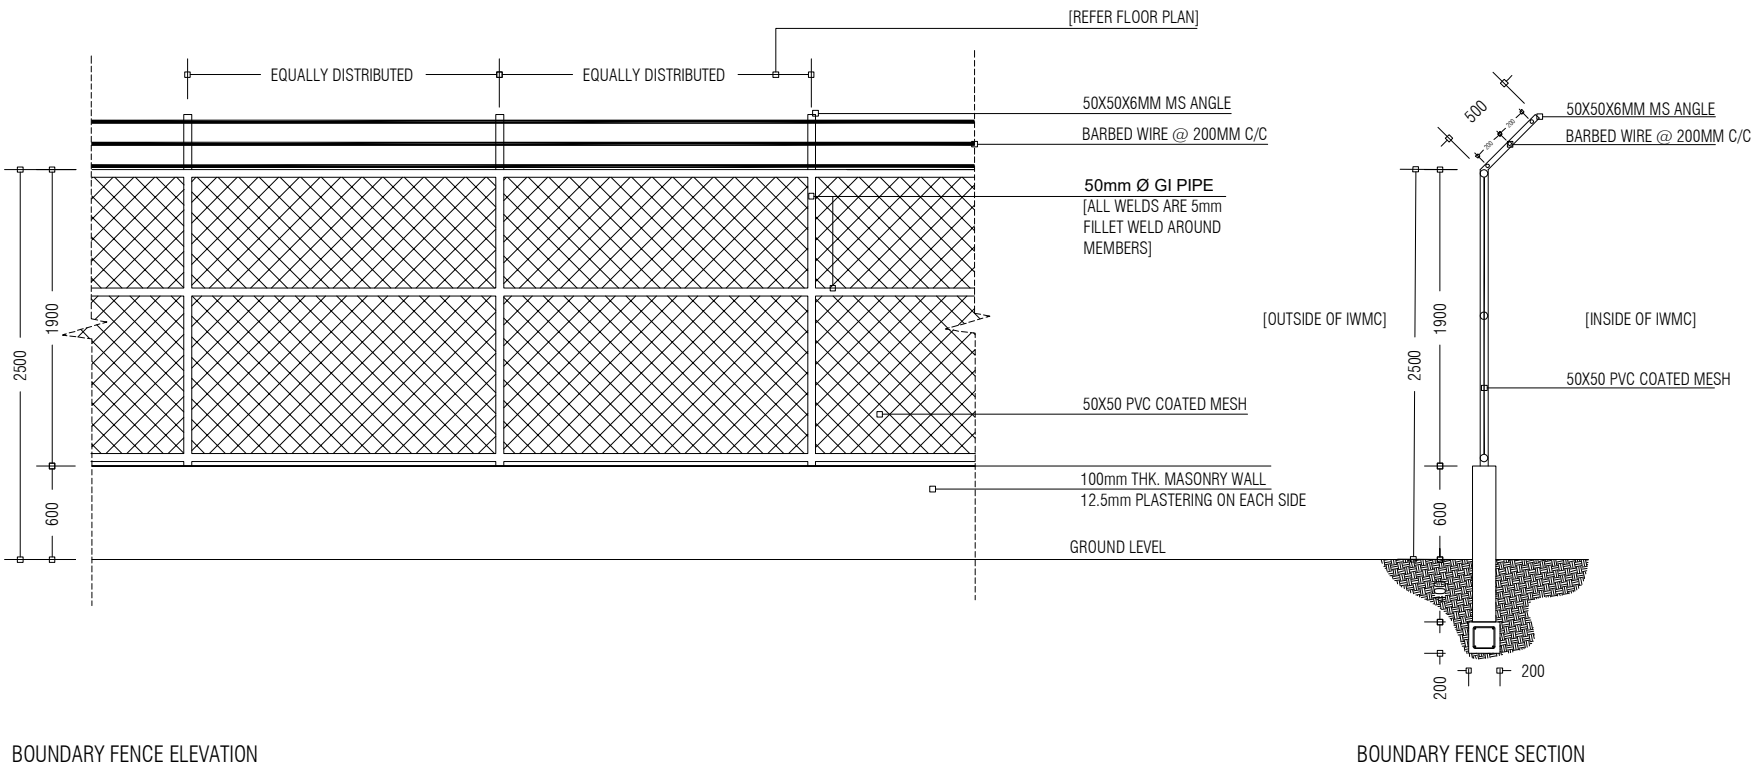 [REFER FLOOR PLAN]
EQUALLY DISTRIBUTED
EQUALLY DISTRIBUTED
50X50X6MM MS ANGLE
BARBED WIRE @ 200MM C/C
50mm Ø GI PIPE
[ALL WELDS ARE 5mm
FILLET WELD AROUND
MEMBERS]
2500
1900
600
50X50 PVC COATED MESH
100mm THK. MASONRY WALL
12.5mm PLASTERING ON EACH SIDE
GROUND LEVEL
BOUNDARY FENCE ELEVATION
500
200
200
50X50X6MM MS ANGLE
BARBED WIRE @ 200MM C/C
[OUTSIDE OF IWMC]
[INSIDE OF IWMC]
2500
1900
50X50 PVC COATED MESH
600
200
200
BOUNDARY FENCE SECTION